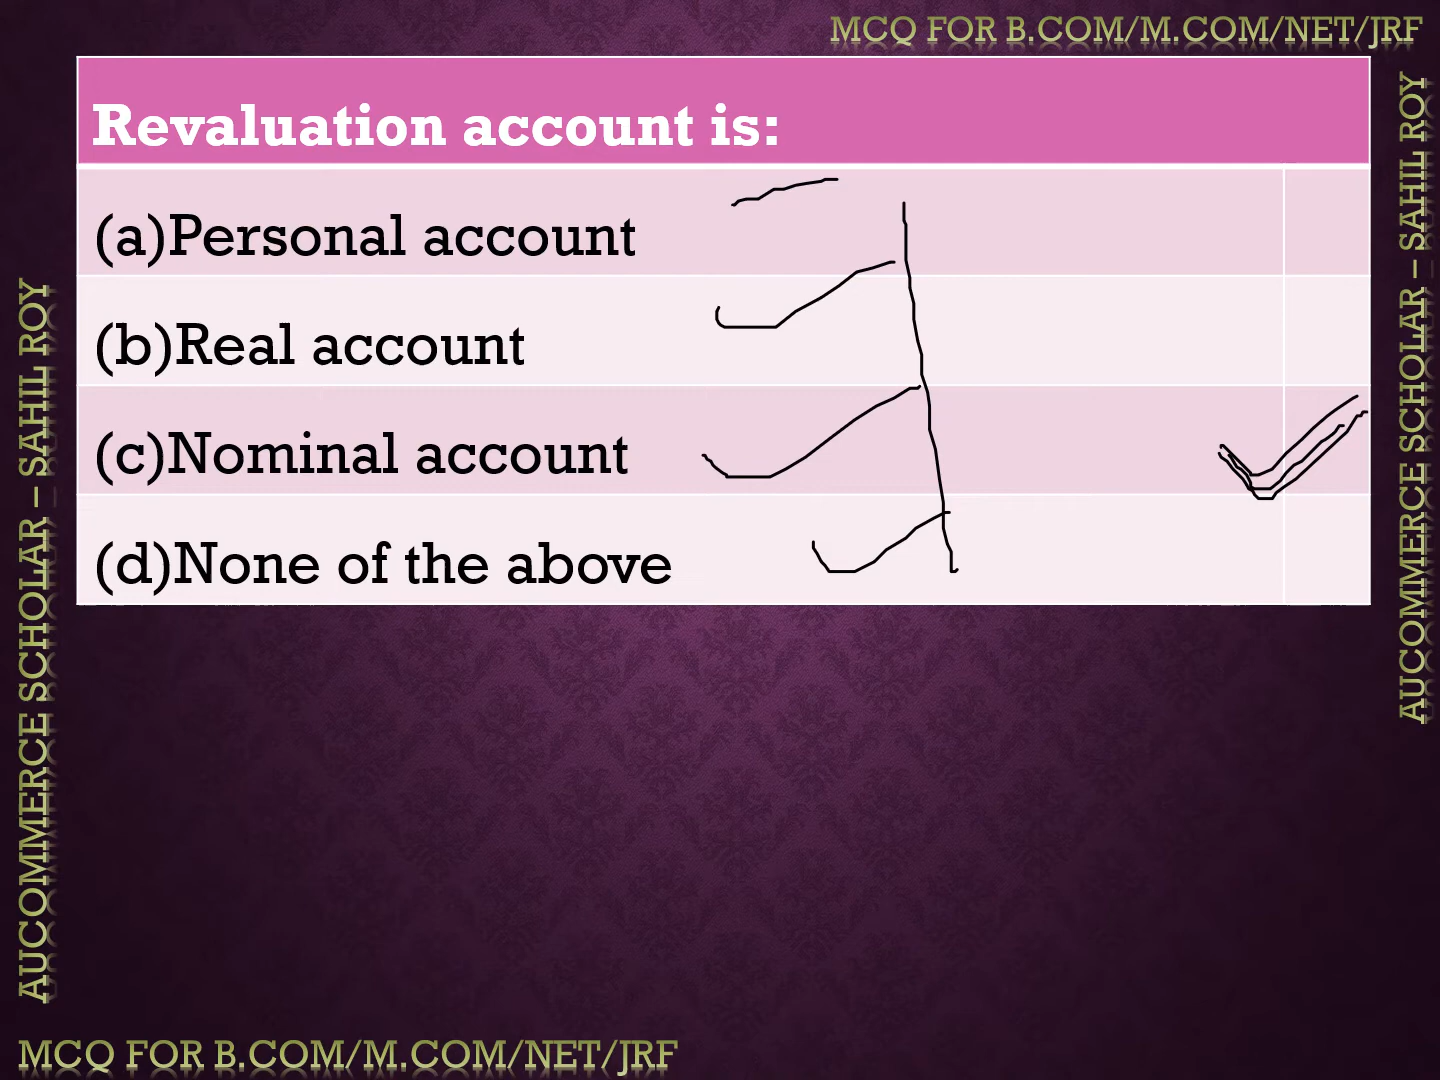 MCQ FOR B.COM/M.COM/NET/JRF
Revaluation account is:
(a)Personal account
(b)Real account
(c)Nominal account
(d)None of the above
AUCOMMERCE SCHOLAR – SAHIL ROY
AUCOMMERCE SCHOLAR – SAHIL ROY
MCQ FOR B.COM/M.COM/NET/JRF